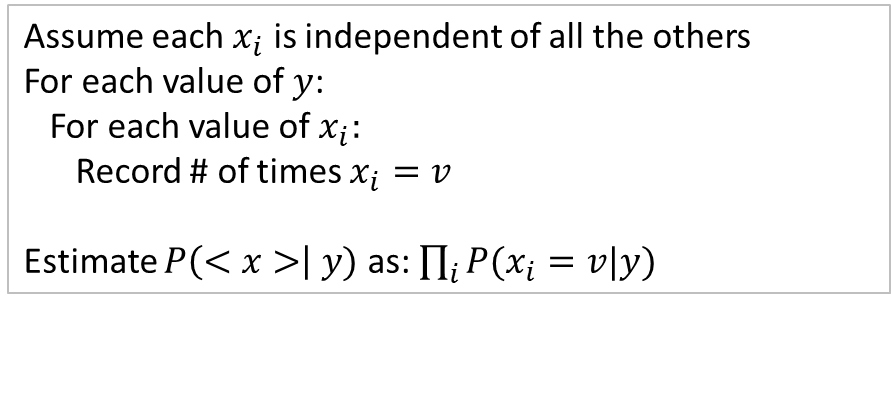 Assume each xᵢ is independent of all the others
For each value of y:
For each value of xᵢ:
Record # of times xᵢ = v
Estimate P(< x >| y) as: ∏ᵢ P(xᵢ = v|y)